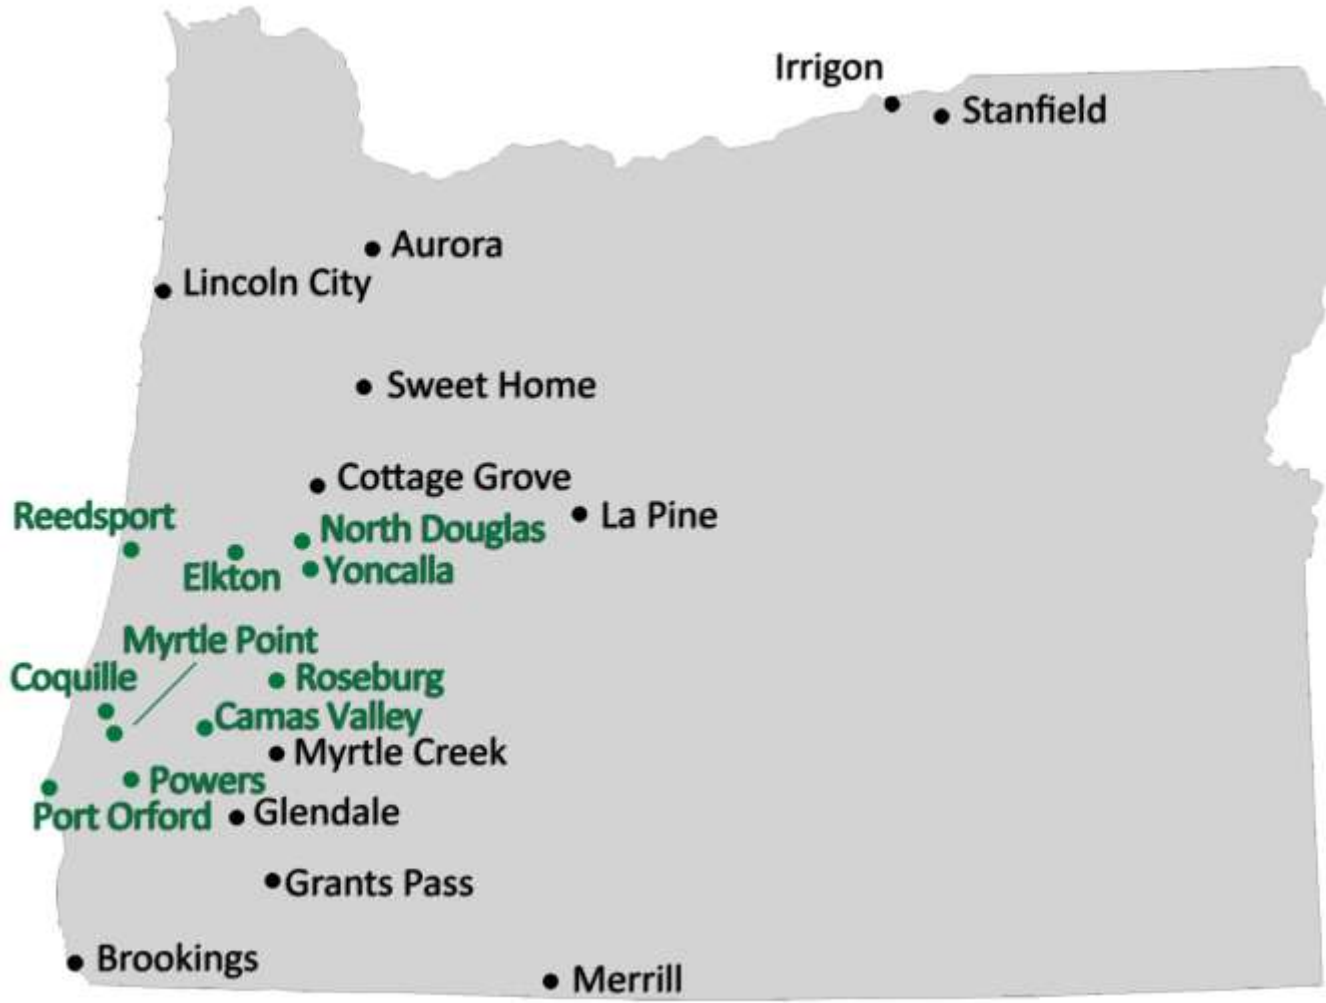 Irrigon
Stanfield
Aurora
Lincoln City
Sweet Home
Cottage Grove
Reedsport
La Pine
North Douglas
Elkton
Yoncalla
Myrtle Point
Coquille
Roseburg
Camas Valley
Myrtle Creek
Powers
Port Orford
Glendale
Grants Pass
Brookings
Merrill